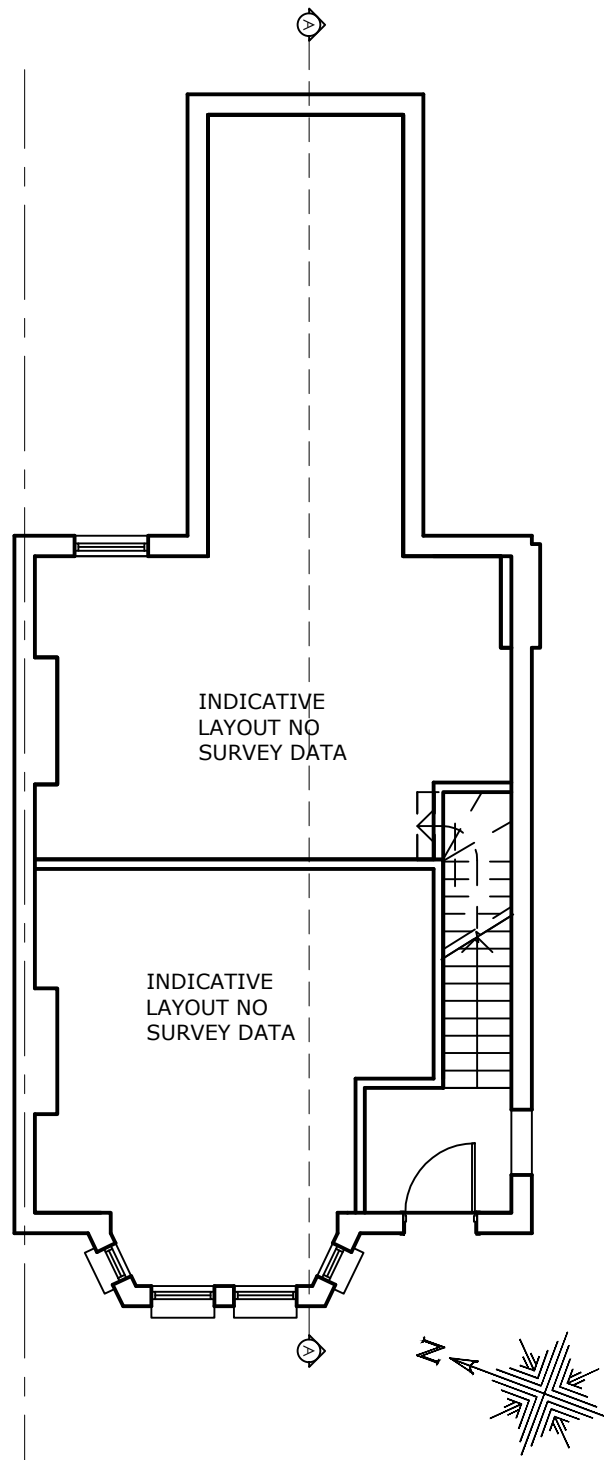 A
INDICATIVE
LAYOUT NO
SURVEY DATA
INDICATIVE
LAYOUT NO
SURVEY DATA
A
N